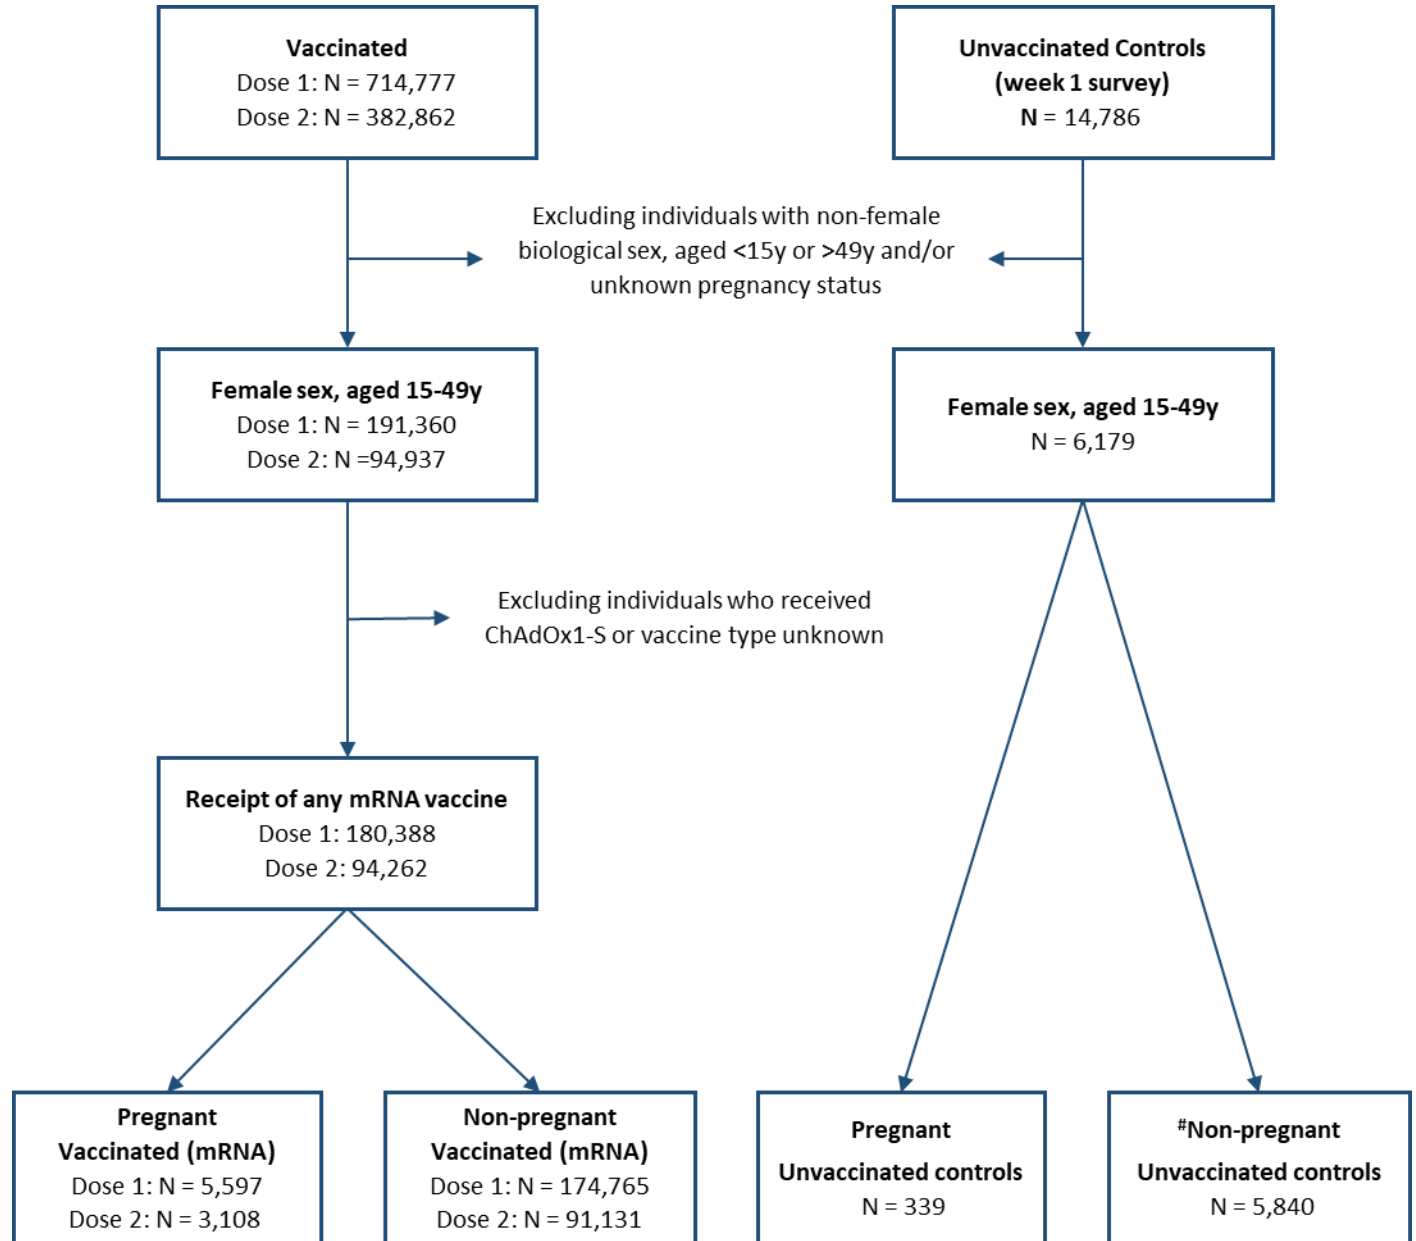 Vaccinated
Dose 1: N = 714,777
Dose 2: N = 382,862
Unvaccinated Controls
(week 1 survey)
N = 14,786
Excluding individuals with non-female
biological sex, aged <15y or >49y and/or
unknown pregnancy status
Female sex, aged 15-49y
Dose 1: N = 191,360
Dose 2: N =94,937
Female sex, aged 15-49y
N = 6,179
Excluding individuals who received
ChAdOx1-S or vaccine type unknown
Receipt of any mRNA vaccine
Dose 1: 180,388
Dose 2: 94,262
Pregnant
Vaccinated (mRNA)
Dose 1: N = 5,597
Dose 2: N = 3,108
Non-pregnant
Vaccinated (mRNA)
Dose 1: N = 174,765
Dose 2: N = 91,131
Pregnant
Unvaccinated controls
N = 339
#Non-pregnant
Unvaccinated controls
N = 5,840